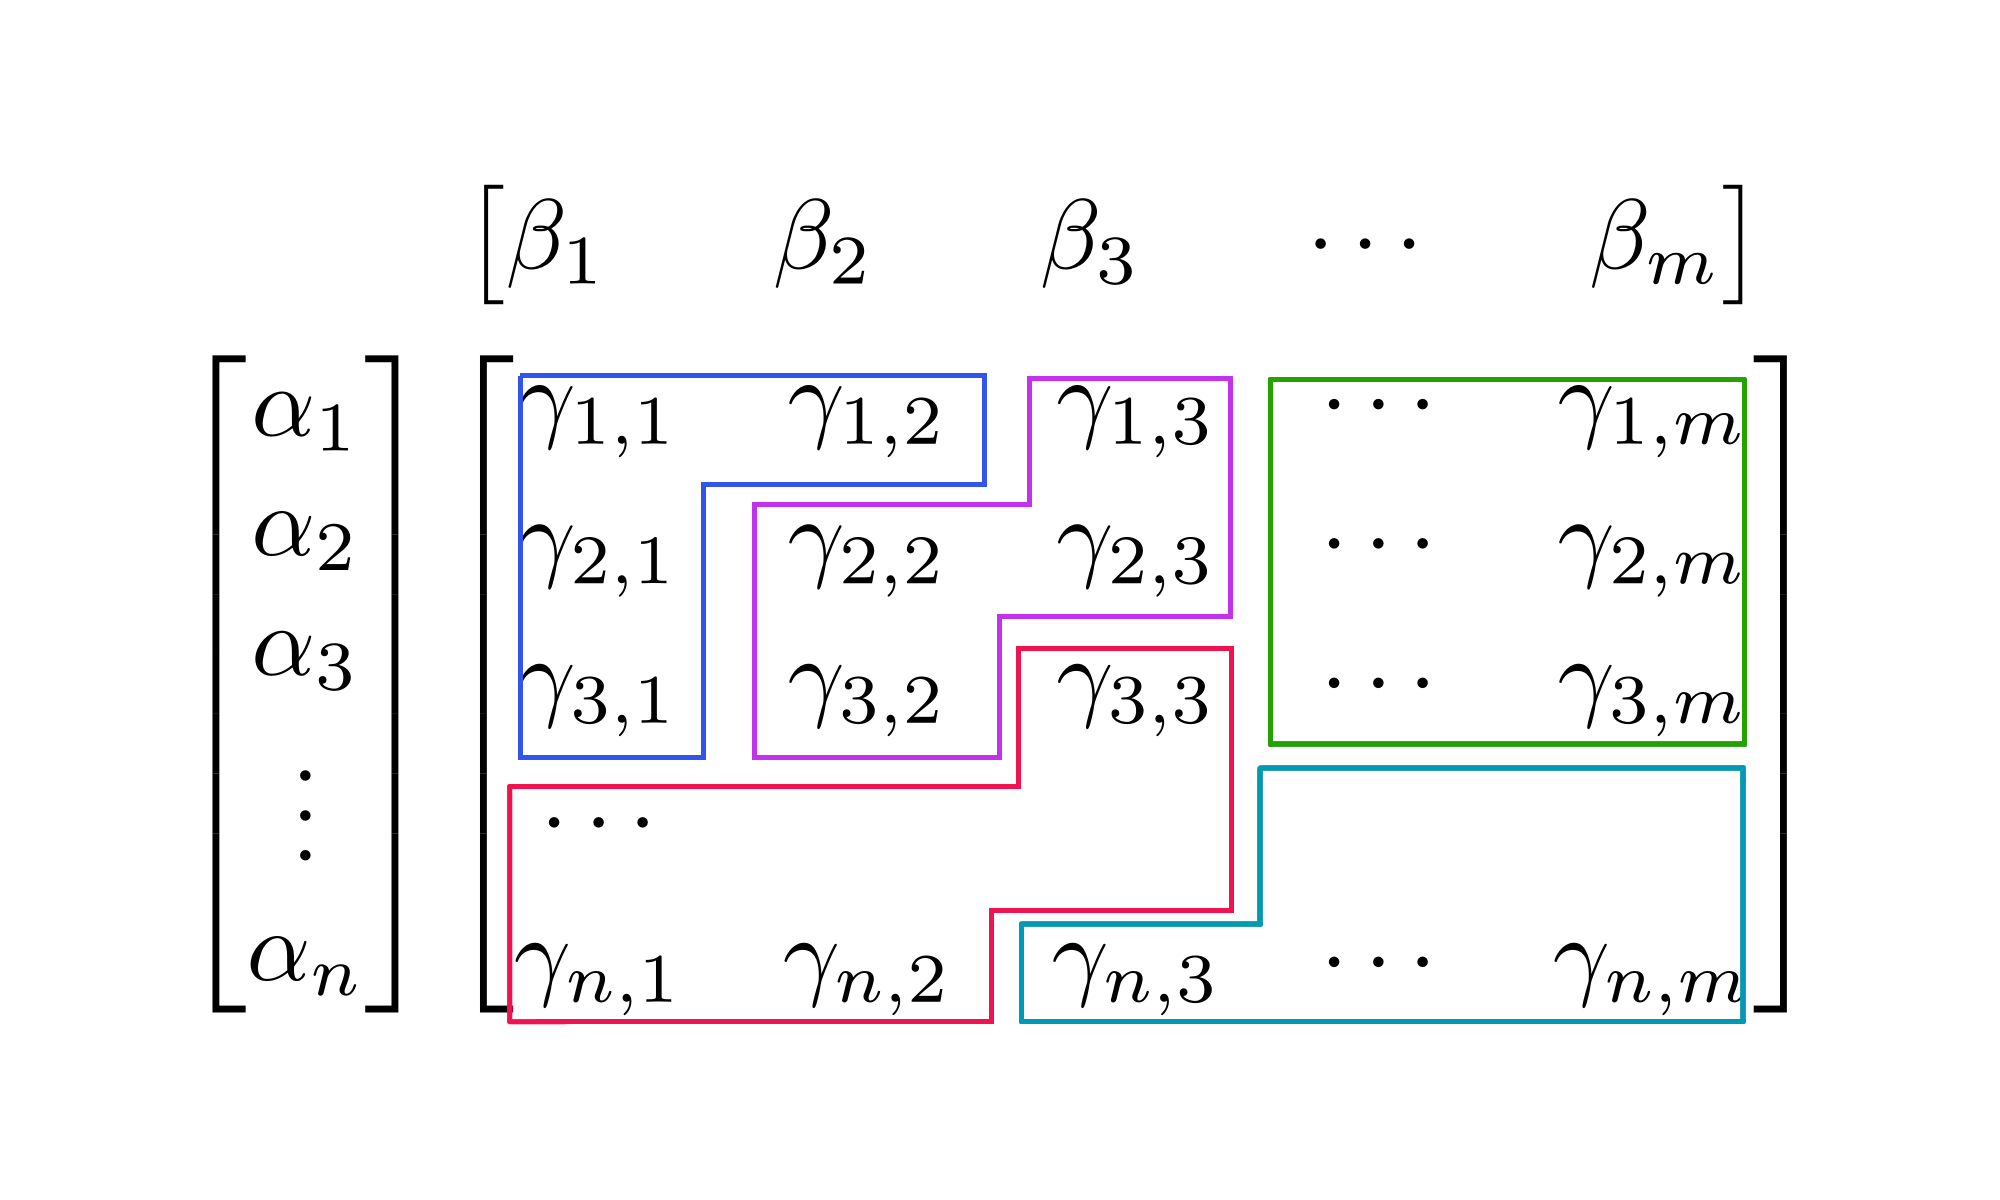 [β₁ β₂ β₃ ⋯ βₘ]
α₁ γ₁,₁ γ₁,₂ γ₁,₃ ⋯ γ₁,ₘ
α₂ γ₂,₁ γ₂,₂ γ₂,₃ ⋯ γ₂,ₘ
α₃ γ₃,₁ γ₃,₂ γ₃,₃ ⋯ γ₃,ₘ
⋮ ⋯
αₙ γₙ,₁ γₙ,₂ γₙ,₃ ⋯ γₙ,ₘ